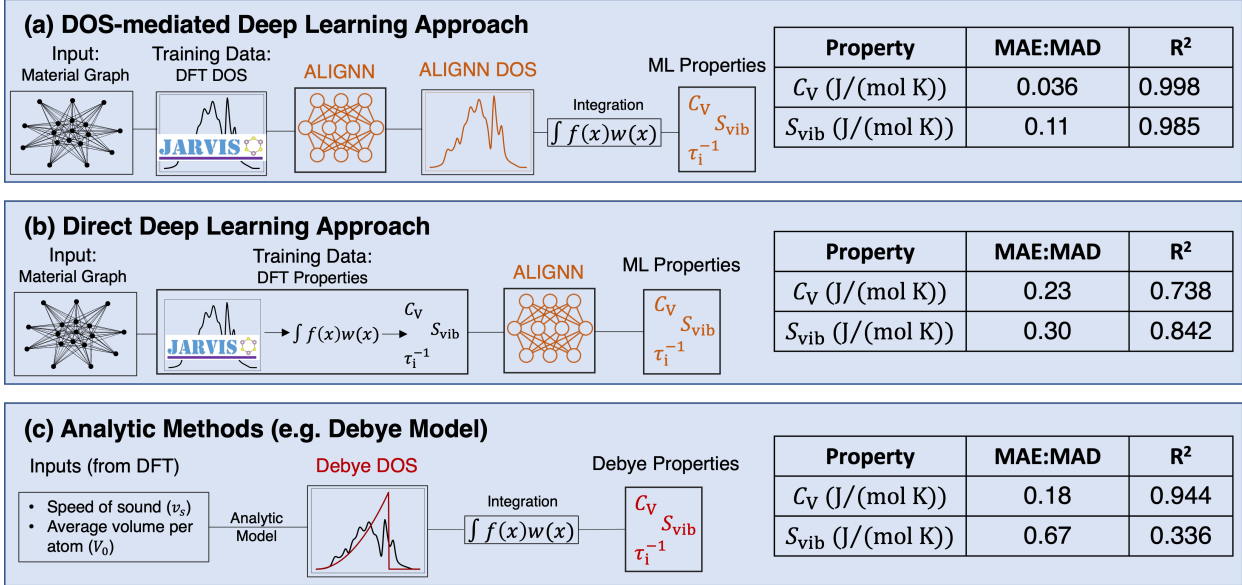 (a) DOS-mediated Deep Learning Approach
Input:
Material Graph
Training Data:
DFT DOS
JARVIS
ALIGNN
ALIGNN DOS
Integration
∫ f(x)w(x)
ML Properties
C_V
S_vib
τ_i^{-1}
Property MAE:MAD R²
C_V (J/(mol K)) 0.036 0.998
S_vib (J/(mol K)) 0.11 0.985
(b) Direct Deep Learning Approach
Input:
Material Graph
Training Data:
DFT Properties
JARVIS
∫ f(x)w(x)
C_V
S_vib
τ_i^{-1}
ALIGNN
ML Properties
C_V
S_vib
τ_i^{-1}
Property MAE:MAD R²
C_V (J/(mol K)) 0.23 0.738
S_vib (J/(mol K)) 0.30 0.842
(c) Analytic Methods (e.g. Debye Model)
Inputs (from DFT)
• Speed of sound (v_s)
• Average volume per
atom (V_0)
Analytic
Model
Debye DOS
Integration
∫ f(x)w(x)
Debye Properties
C_V
S_vib
τ_i^{-1}
Property MAE:MAD R²
C_V (J/(mol K)) 0.18 0.944
S_vib (J/(mol K)) 0.67 0.336